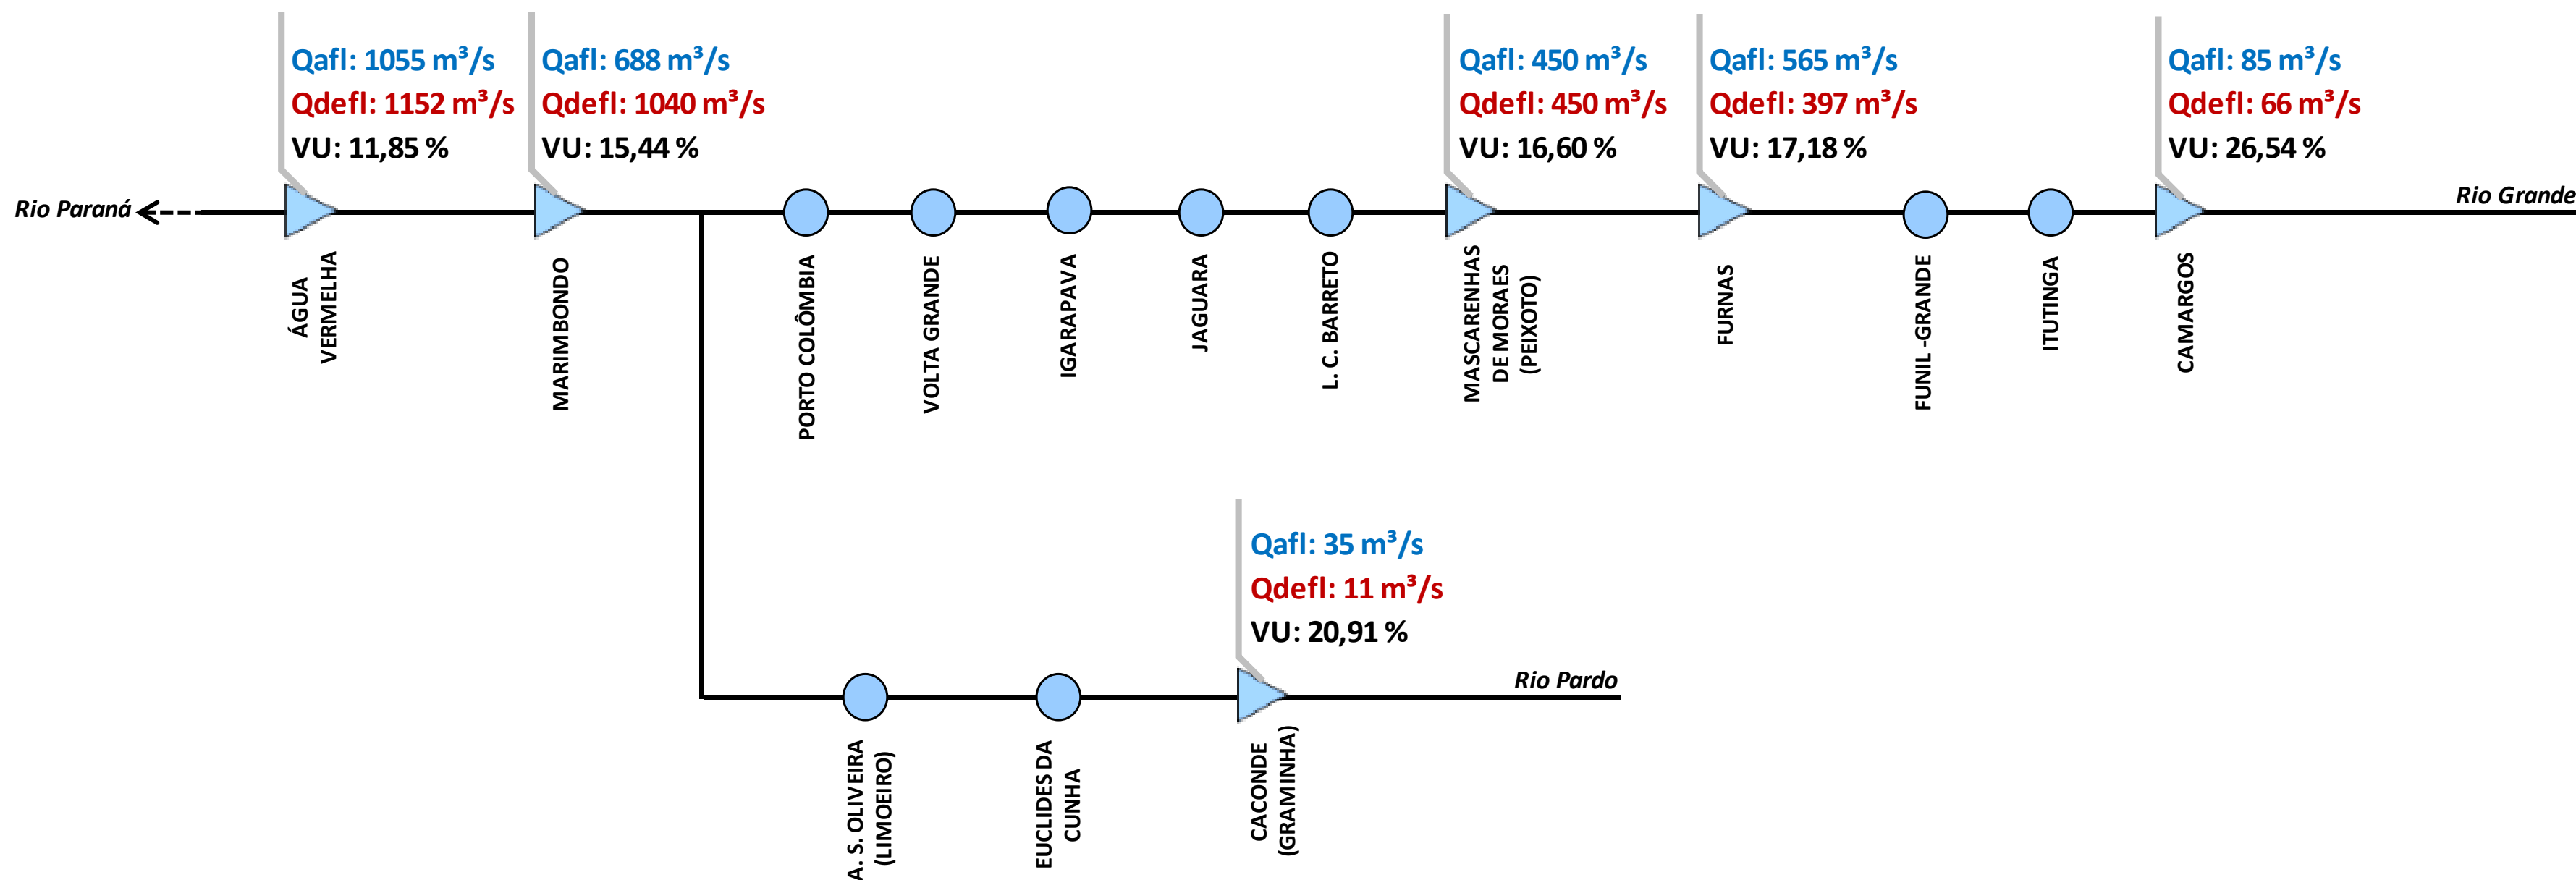 Qafl: 1055 m³/s
Qdefl: 1152 m³/s
VU: 11,85 %
Qafl: 688 m³/s
Qdefl: 1040 m³/s
VU: 15,44 %
Qafl: 450 m³/s
Qdefl: 450 m³/s
VU: 16,60 %
Qafl: 565 m³/s
Qdefl: 397 m³/s
VU: 17,18 %
Qafl: 85 m³/s
Qdefl: 66 m³/s
VU: 26,54 %
Rio Paraná
Rio Grande
ÁGUA
VERMELHA
MARIMBONDO
PORTO COLÔMBIA
VOLTA GRANDE
IGARAPAVA
JAGUARA
L. C. BARRETO
MASCARENHAS
DE MORAES
(PEIXOTO)
FURNAS
FUNIL -GRANDE
ITUTINGA
CAMARGOS
Qafl: 35 m³/s
Qdefl: 11 m³/s
VU: 20,91 %
Rio Pardo
A. S. OLIVEIRA
(LIMOEIRO)
EUCLIDES DA
CUNHA
CACONDE
(GRAMINHA)